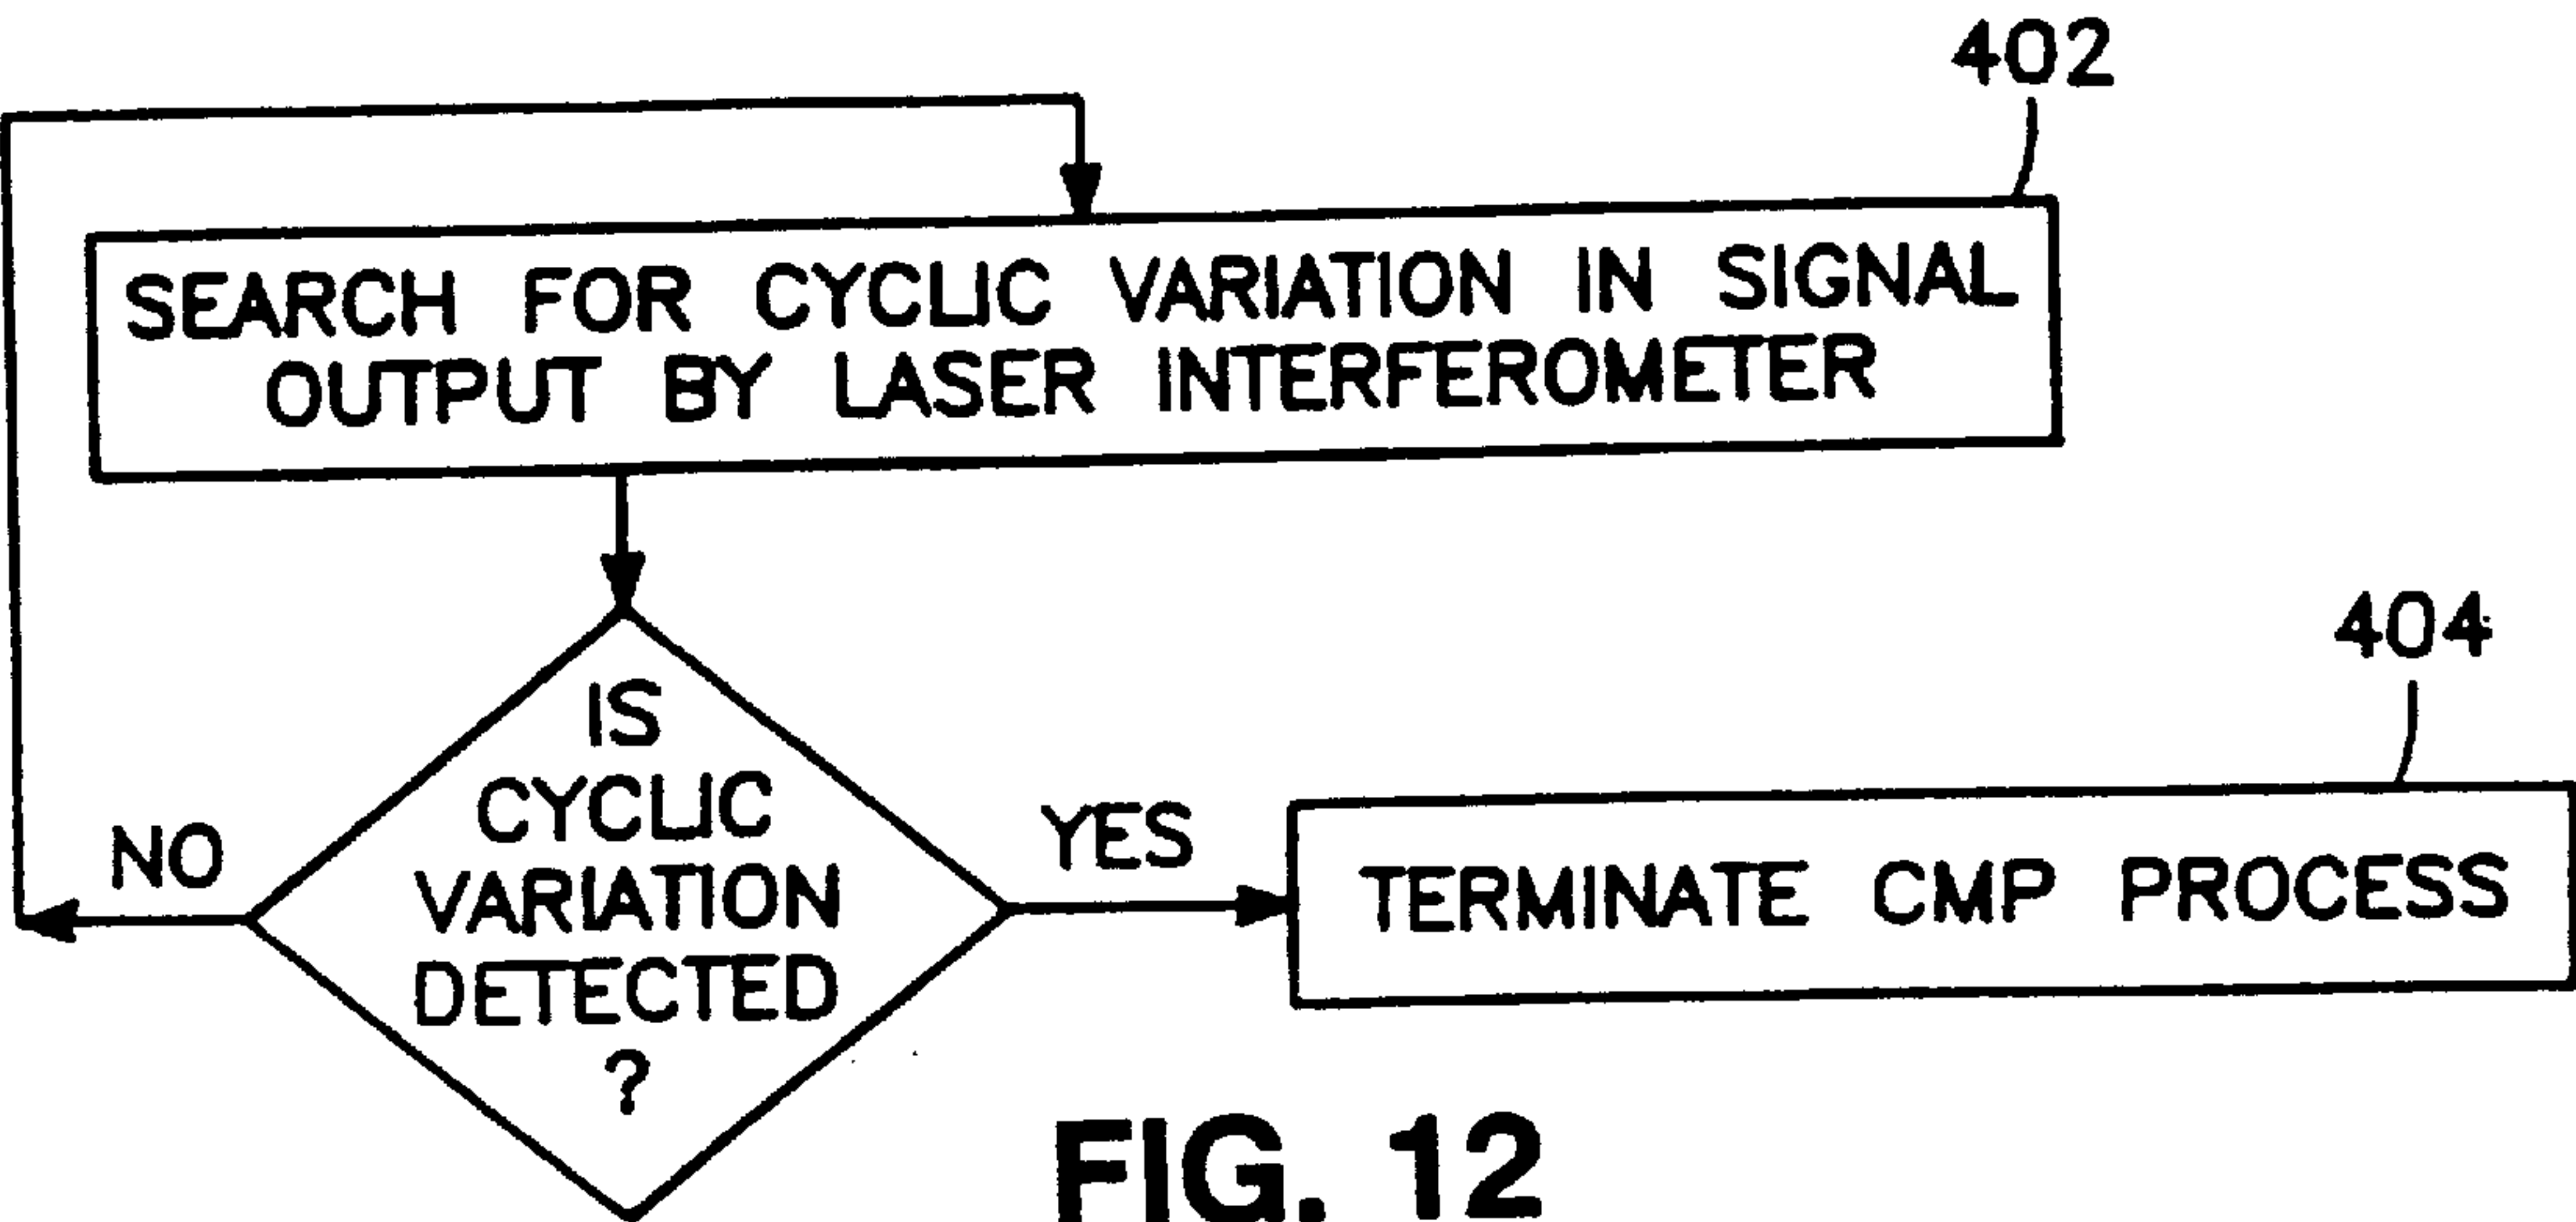 402
SEARCH FOR CYCLIC VARIATION IN SIGNAL
OUTPUT BY LASER INTERFEROMETER
404
IS
CYCLIC
VARIATION
DETECTED
?
NO
YES
TERMINATE CMP PROCESS
FIG. 12